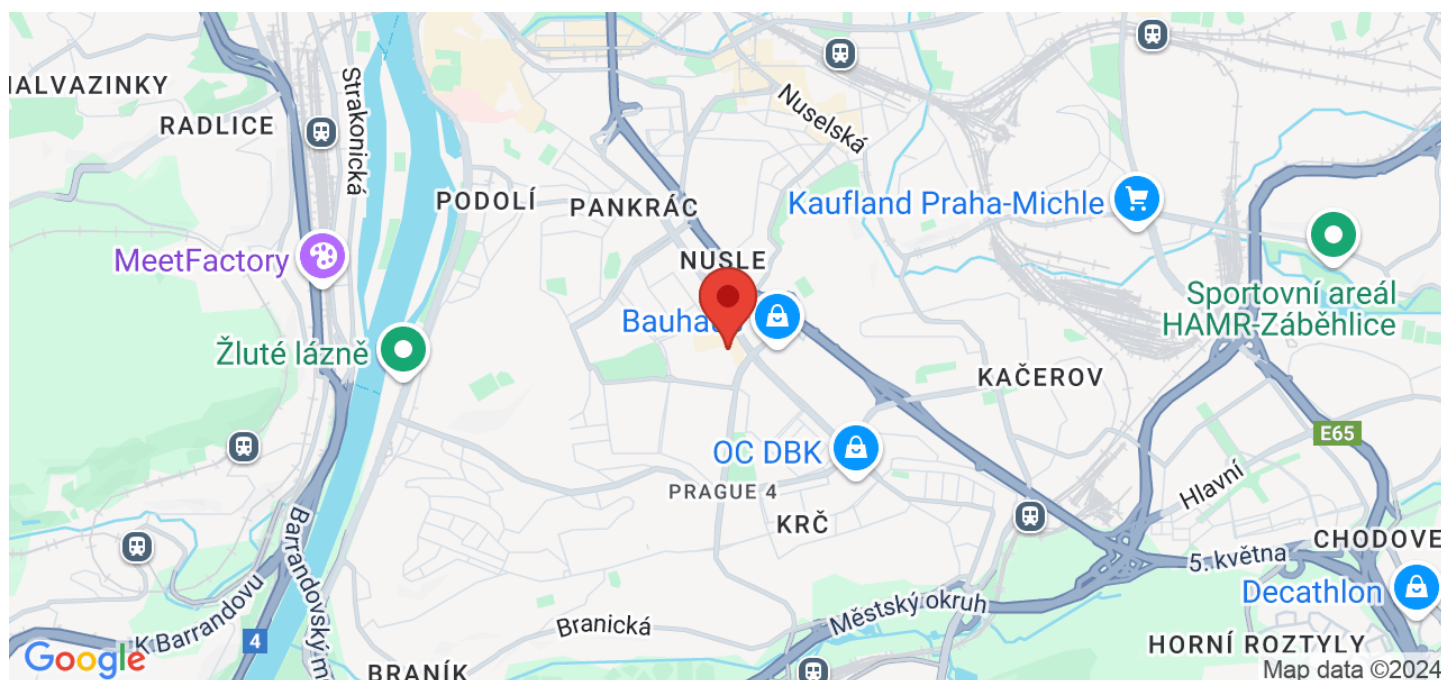 MALVAZINKY
RADLICE
Strakonická
Nuselská
PODOLÍ
PANKRÁC
Kaufland Praha-Michle
NUSLE
MeetFactory
Sportovní areál
HAMR-Záběhlice
Bauhaus
Žluté lázně
KAČEROV
E65
OC DBK
PRAGUE 4
Hlavní
KRČ
CHODOVE
5. května
Decathlon
Barrandovský m
K Barrandovu
4
Městský okruh
Branická
HORNÍ ROZTYLY
Google
BRANÍK
Map data ©2024